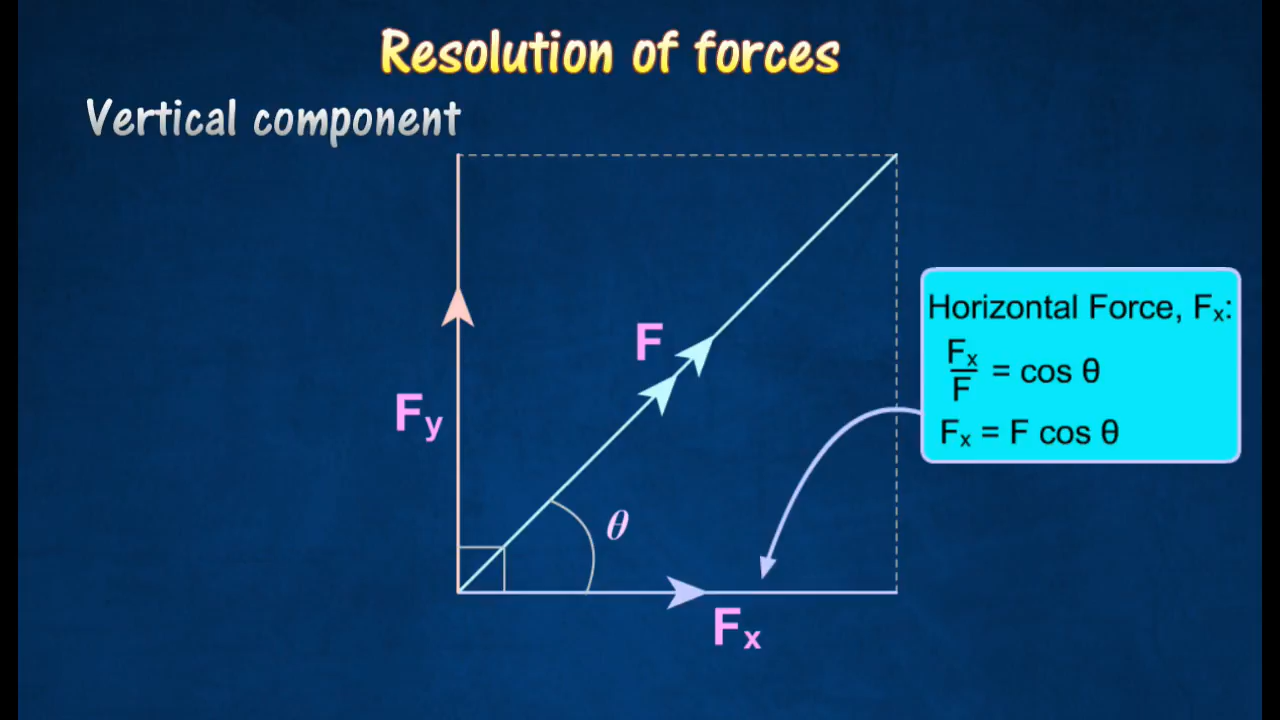 Resolution of forces
Vertical component
F
Fy
θ
Fx
Horizontal Force, Fx:
Fx
F
= cos θ
Fx = F cos θ